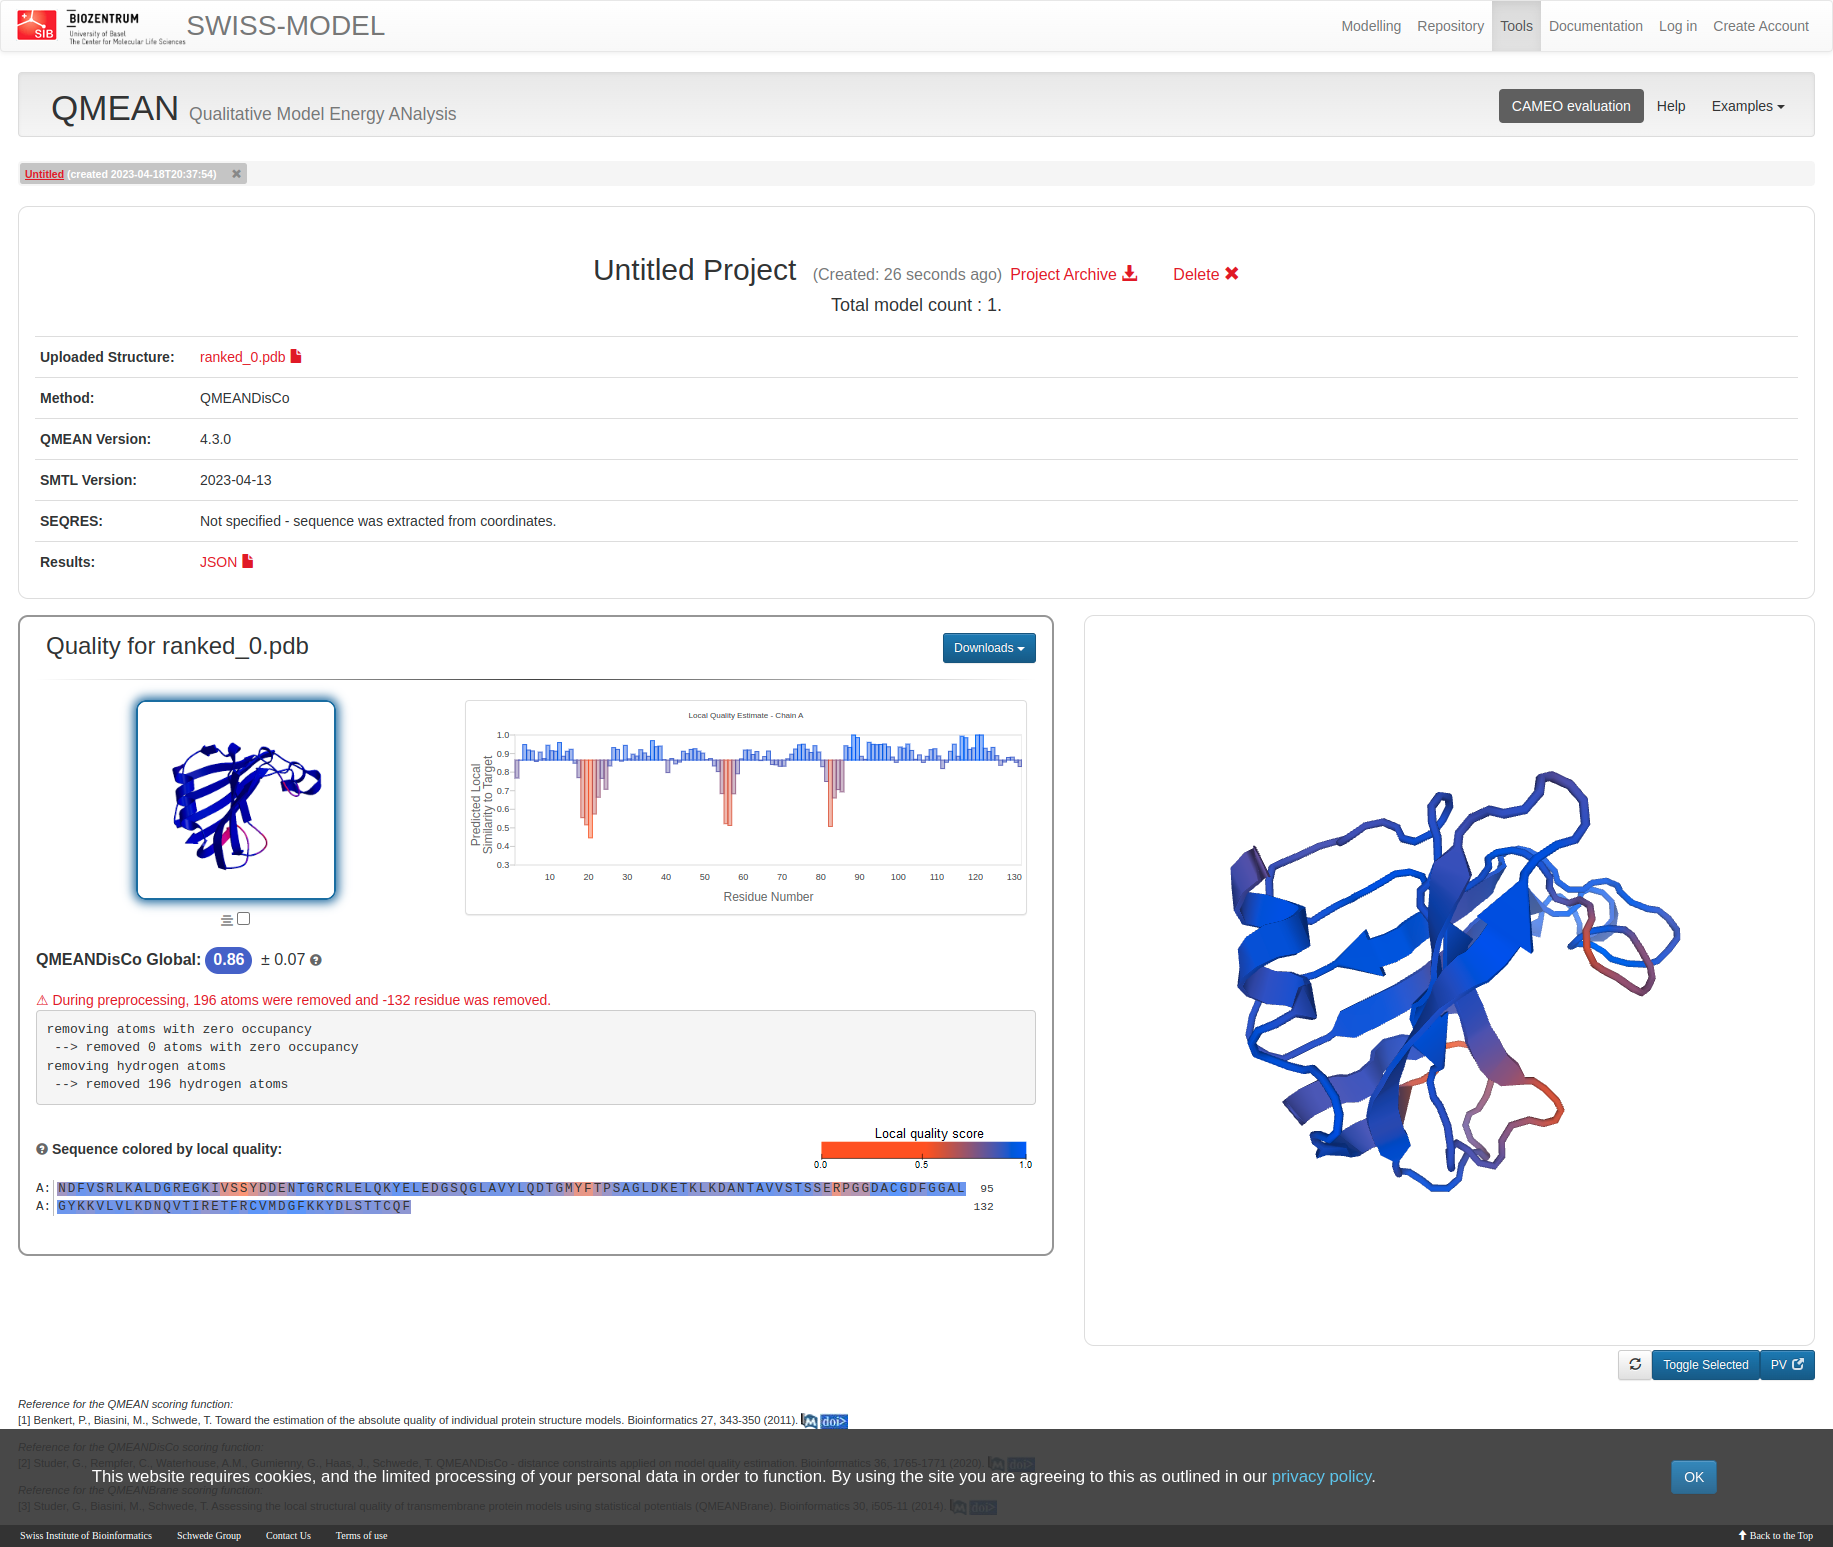 SIB
BIOZENTRUM
University of Basel
The Center for Molecular Life Sciences
SWISS-MODEL
Modelling
Repository
Tools
Documentation
Log in
Create Account
QMEAN Qualitative Model Energy ANalysis
CAMEO evaluation
Help
Examples
Untitled (created 2023-04-18T20:37:54)
Untitled Project (Created: 26 seconds ago) Project Archive Delete
Total model count : 1.
Uploaded Structure: ranked_0.pdb
Method: QMEANDisCo
QMEAN Version: 4.3.0
SMTL Version: 2023-04-13
SEQRES: Not specified - sequence was extracted from coordinates.
Results: JSON
Quality for ranked_0.pdb
Downloads
Local Quality Estimate - Chain A
Predicted Local
Similarity to Target
1.0
0.9
0.8
0.7
0.6
0.5
0.4
0.3
10 20 30 40 50 60 70 80 90 100 110 120 130
Residue Number
QMEANDisCo Global: 0.86 ± 0.07
⚠ During preprocessing, 196 atoms were removed and -132 residue was removed.
removing atoms with zero occupancy
--> removed 0 atoms with zero occupancy
removing hydrogen atoms
--> removed 196 hydrogen atoms
Sequence colored by local quality:
Local quality score
0.0 0.5 1.0
A: NDFVSRLKALDGREGKIVSSYDDENTGRCRLELQKYELEDGSQGLAVYLQDTGMYFTPSAGLDKETKLKDANTAVVSTSSERPGGDACGDFGGAL 95
A: GYKKVLVLKDNQVTIRETFRCVMDGFKKYDLSTTCQF 132
Toggle Selected
PV
Reference for the QMEAN scoring function:
[1] Benkert, P., Biasini, M., Schwede, T. Toward the estimation of the absolute quality of individual protein structure models. Bioinformatics 27, 343-350 (2011). M doi>
Reference for the QMEANDisCo scoring function:
[2] Studer, G., Rempfer, C., Waterhouse, A.M., Gumienny, G., Haas, J., Schwede, T. QMEANDisCo - distance constraints applied on model quality estimation. Bioinformatics 36, 1765-1771 (2020). M doi>
This website requires cookies, and the limited processing of your personal data in order to function. By using the site you are agreeing to this as outlined in our privacy policy.
OK
Reference for the QMEANBrane scoring function:
[3] Studer, G., Biasini, M., Schwede, T. Assessing the local structural quality of transmembrane protein models using statistical potentials (QMEANBrane). Bioinformatics 30, i505-11 (2014). M doi>
Swiss Institute of Bioinformatics
Schwede Group
Contact Us
Terms of use
Back to the Top